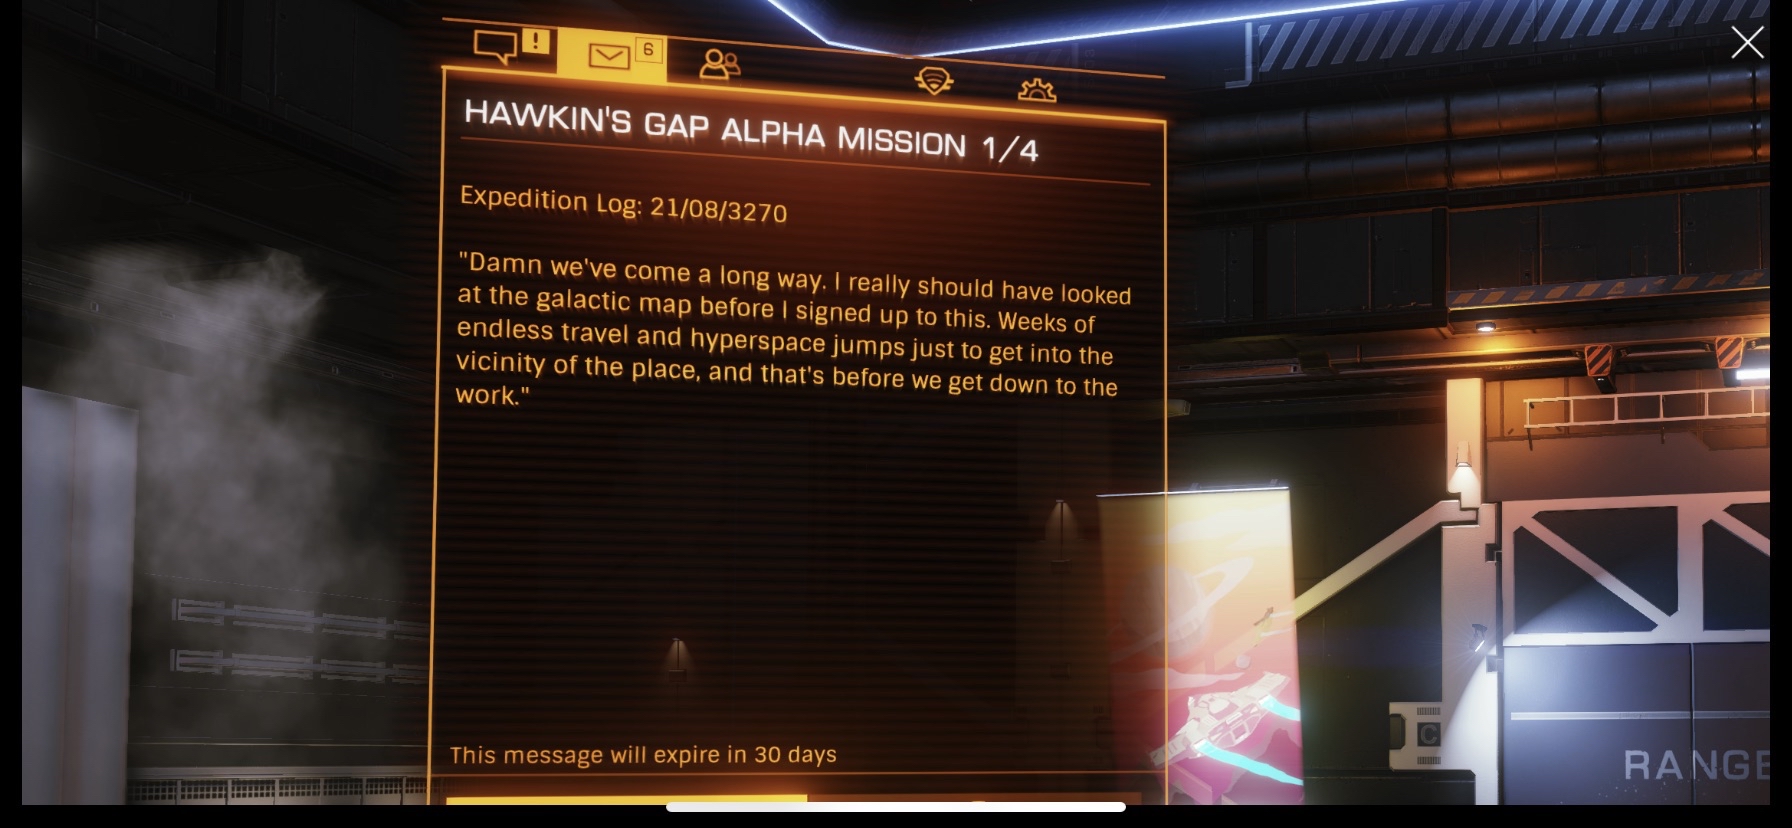 !
6
HAWKIN'S GAP ALPHA MISSION 1/4
Expedition Log: 21/08/3270
"Damn we've come a long way. I really should have looked
at the galactic map before I signed up to this. Weeks of
endless travel and hyperspace jumps just to get into the
vicinity of the place, and that's before we get down to the
work."
This message will expire in 30 days
C
RANGE